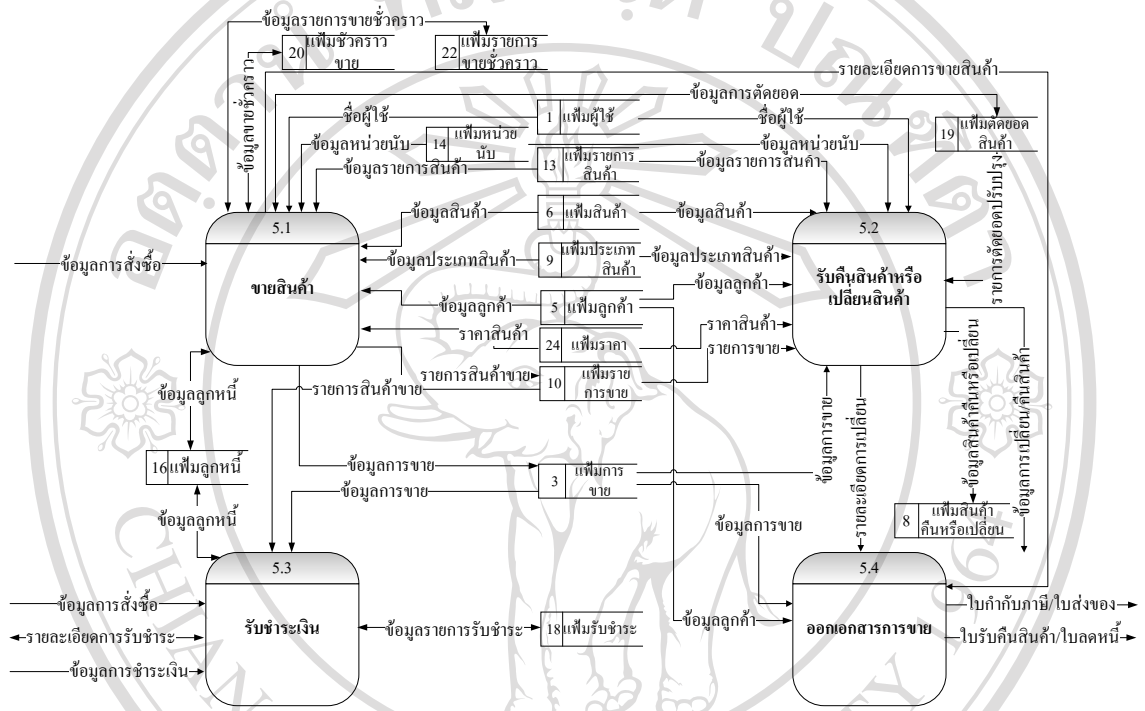 ข้อมูลรายการขายชั่วคราว
20 แฟ้มชั่วคราว
ขาย
22 แฟ้มรายการ
ขายชั่วคราว
รายละเอียดการขายสินค้า
ข้อมูลขายชั่วคราว
ข้อมูลการตัดยอด
ชื่อผู้ใช้
1 แฟ้มผู้ใช้
ชื่อผู้ใช้
19 แฟ้มตัดยอด
สินค้า
ข้อมูลหน่วยนับ
14 แฟ้มหน่วย
นับ
ข้อมูลหน่วยนับ
ข้อมูลรายการสินค้า
13 แฟ้มรายการ
สินค้า
ข้อมูลรายการสินค้า
รายการตัดยอดปรับปรุง
5.1
ขายสินค้า
ข้อมูลการสั่งซื้อ
ข้อมูลสินค้า
6 แฟ้มสินค้า
ข้อมูลสินค้า
5.2
รับคืนสินค้าหรือ
เปลี่ยนสินค้า
ข้อมูลประเภทสินค้า
9 แฟ้มประเภท
สินค้า
ข้อมูลประเภทสินค้า
ข้อมูลลูกค้า
5 แฟ้มลูกค้า
ข้อมูลลูกค้า
ราคาสินค้า
24 แฟ้มราคา
ราคาสินค้า
รายการขาย
รายการสินค้าขาย
10 แฟ้มราย
การขาย
รายการสินค้าขาย
ข้อมูลลูกหนี้
16 แฟ้มลูกหนี้
ข้อมูลลูกหนี้
ข้อมูลการขาย
3 แฟ้มการ
ขาย
ข้อมูลการขาย
ข้อมูลการขาย
ข้อมูลการขาย
รายละเอียดการเปลี่ยน
ข้อมูลสินค้าคืนหรือเปลี่ยน
ข้อมูลการเปลี่ยน/คืนสินค้า
8 แฟ้มสินค้า
คืนหรือเปลี่ยน
5.3
รับชำระเงิน
ข้อมูลการสั่งซื้อ
รายละเอียดการรับชำระ
ข้อมูลการชำระเงิน
ข้อมูลรายการรับชำระ
18 แฟ้มรับชำระ
ข้อมูลลูกค้า
5.4
ออกเอกสารการขาย
ใบกำกับภาษี/ใบส่งของ
ใบรับคืนสินค้า/ใบลดหนี้